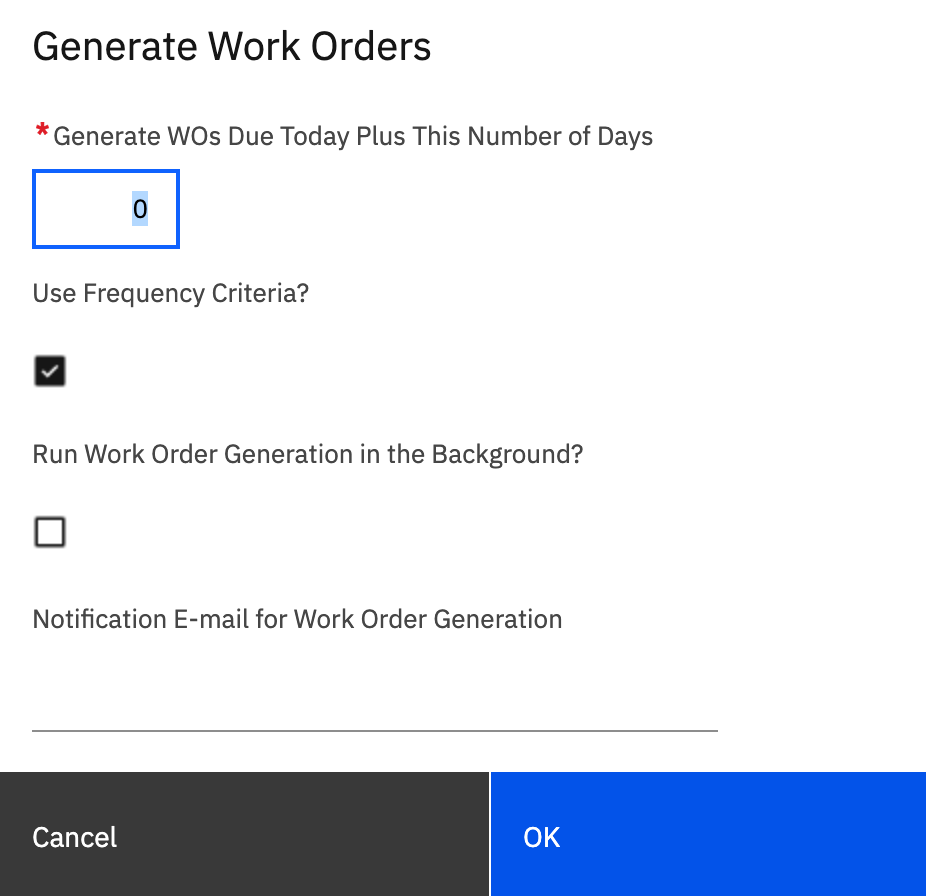 Generate Work Orders
*Generate WOs Due Today Plus This Number of Days
0
Use Frequency Criteria?
Run Work Order Generation in the Background?
Notification E-mail for Work Order Generation
Cancel
OK